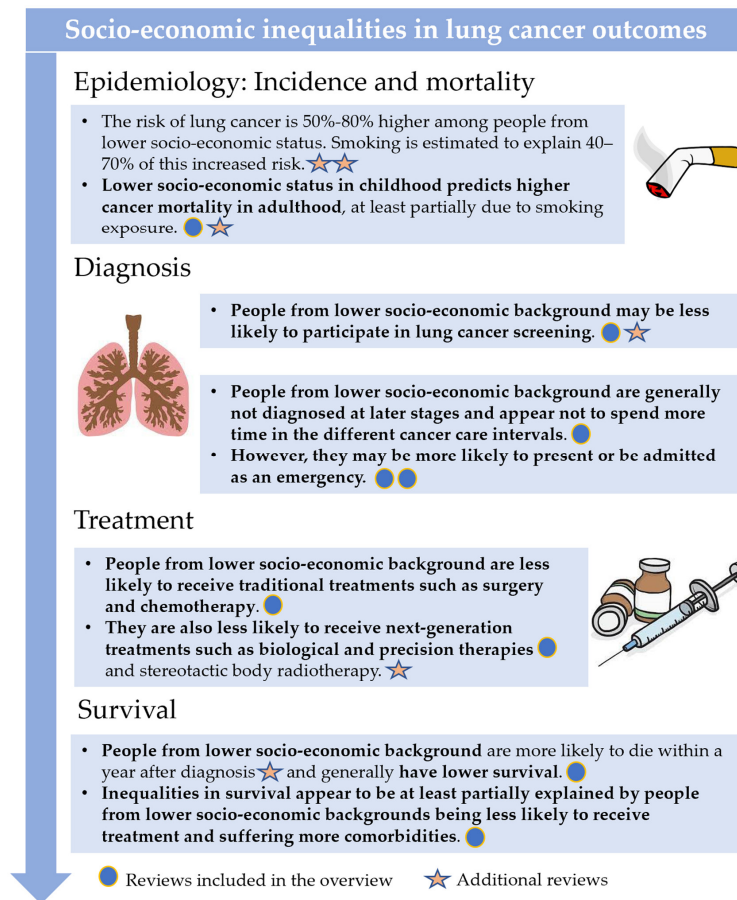 Socio-economic inequalities in lung cancer outcomes
Epidemiology: Incidence and mortality
• The risk of lung cancer is 50%-80% higher among people from
lower socio-economic status. Smoking is estimated to explain 40–
70% of this increased risk.
• Lower socio-economic status in childhood predicts higher
cancer mortality in adulthood, at least partially due to smoking
exposure.
Diagnosis
• People from lower socio-economic background may be less
likely to participate in lung cancer screening.
• People from lower socio-economic background are generally
not diagnosed at later stages and appear not to spend more
time in the different cancer care intervals.
• However, they may be more likely to present or be admitted
as an emergency.
Treatment
• People from lower socio-economic background are less
likely to receive traditional treatments such as surgery
and chemotherapy.
• They are also less likely to receive next-generation
treatments such as biological and precision therapies
and stereotactic body radiotherapy.
Survival
• People from lower socio-economic background are more likely to die within a
year after diagnosis and generally have lower survival.
• Inequalities in survival appear to be at least partially explained by people
from lower socio-economic backgrounds being less likely to receive
treatment and suffering more comorbidities.
Reviews included in the overview Additional reviews